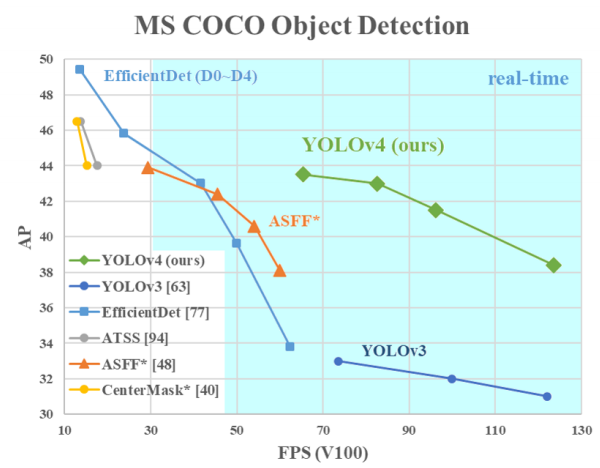 MS COCO Object Detection
50
EfficientDet (D0~D4)
real-time
48
46
YOLOv4 (ours)
44
42
ASFF*
AP
40
YOLOv4 (ours)
38
YOLOv3 [63]
36
EfficientDet [77]
34
ATSS [94]
YOLOv3
ASFF* [48]
32
CenterMask* [40]
30
10 30 50 70 90 110 130
FPS (V100)